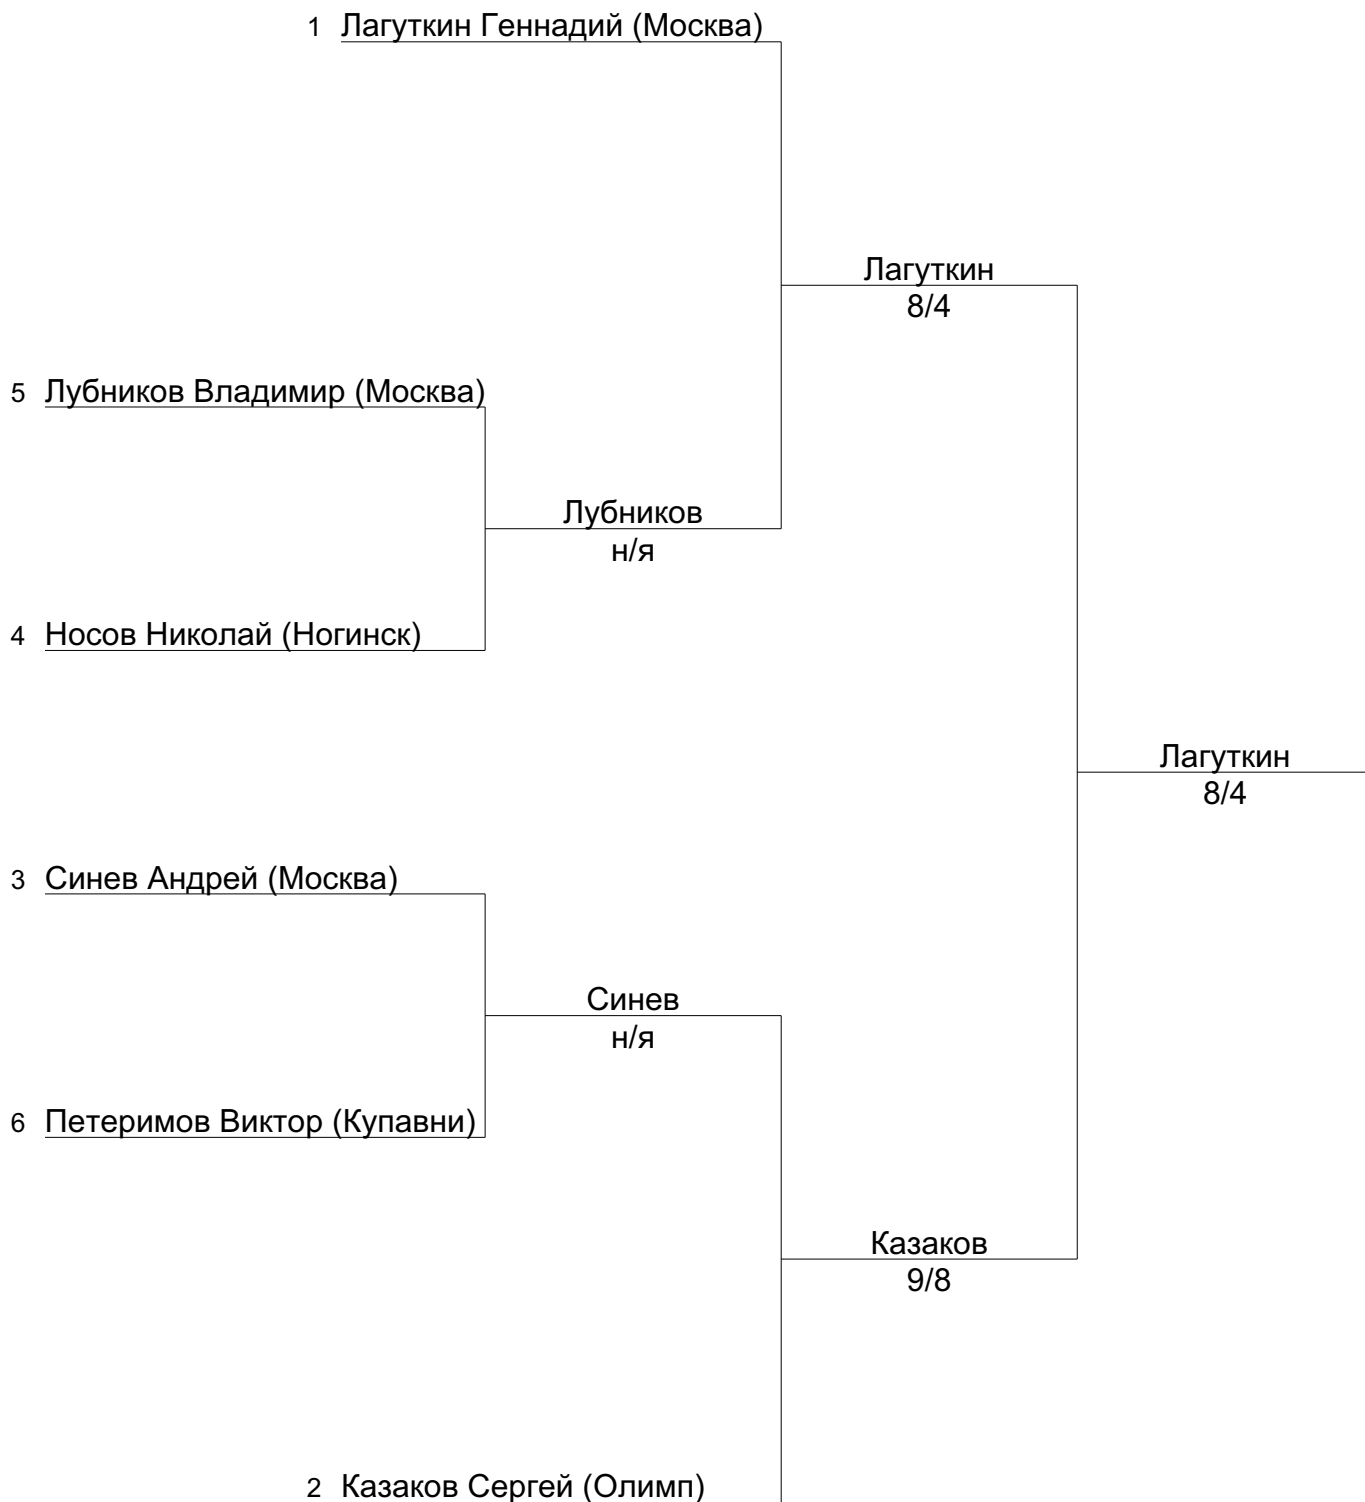 1 Лагуткин Геннадий (Москва)
Лагуткин
8/4
5 Лубников Владимир (Москва)
Лубников
н/я
4 Носов Николай (Ногинск)
Лагуткин
8/4
3 Синев Андрей (Москва)
Синев
н/я
6 Петеримов Виктор (Купавни)
Казаков
9/8
2 Казаков Сергей (Олимп)